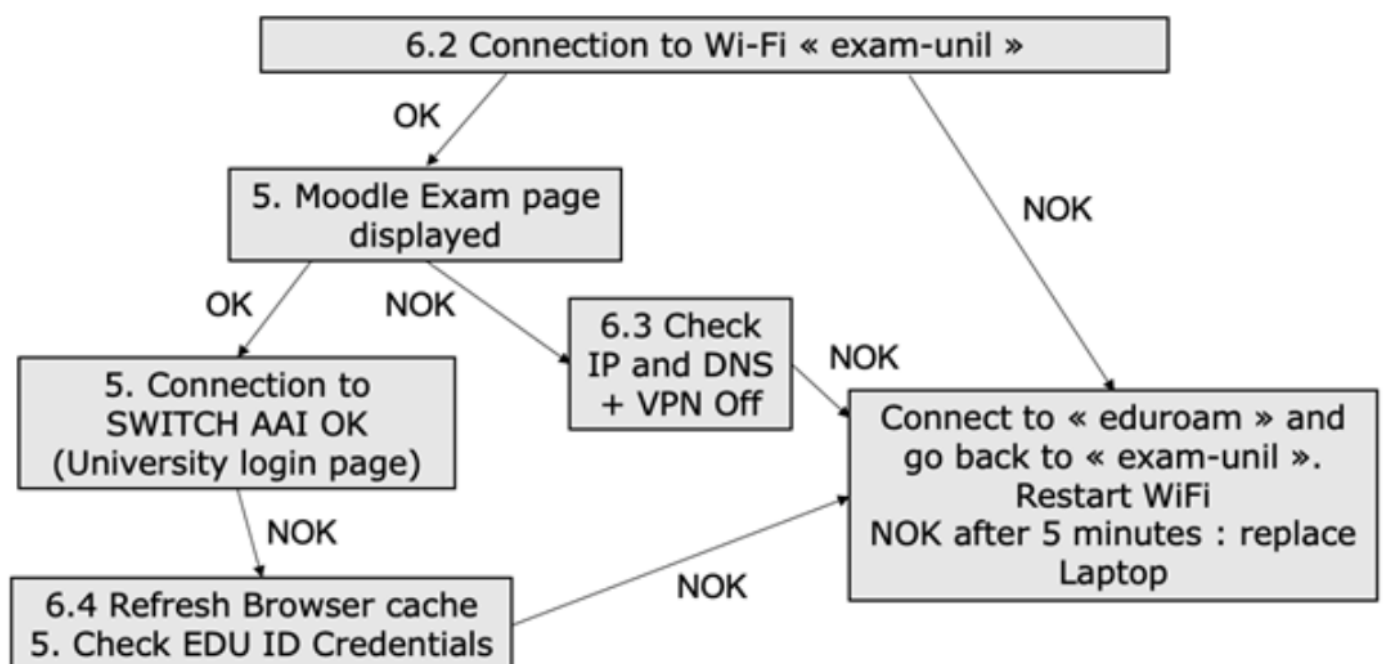 6.2 Connection to Wi-Fi « exam-unil »
OK
NOK
5. Moodle Exam page
displayed
OK
NOK
6.3 Check
IP and DNS
+ VPN Off
NOK
5. Connection to
SWITCH AAI OK
(University login page)
Connect to « eduroam » and
go back to « exam-unil ».
Restart WiFi
NOK after 5 minutes : replace
Laptop
NOK
NOK
6.4 Refresh Browser cache
5. Check EDU ID Credentials